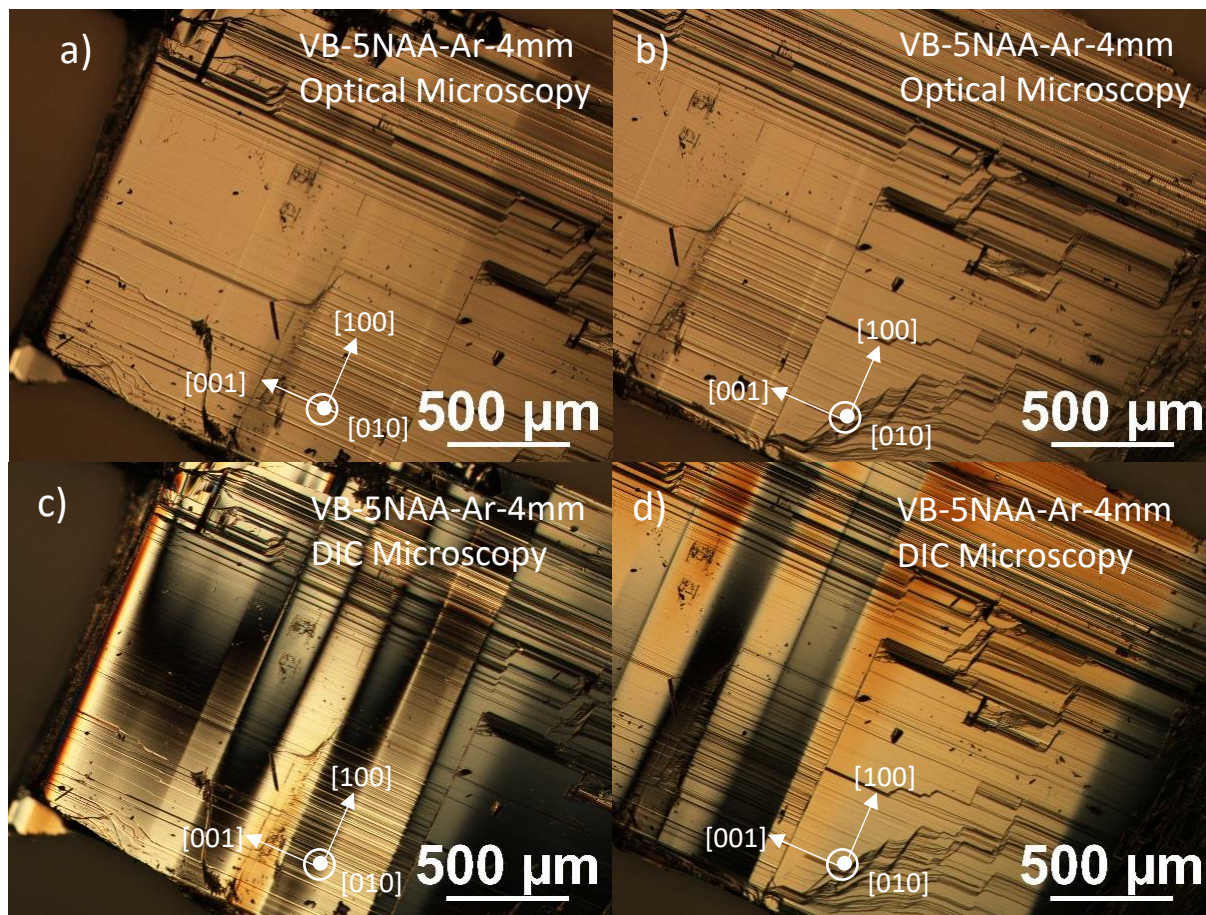 a)
VB-5NAA-Ar-4mm
Optical Microscopy
[100]
[001]
[010]
500 µm
b)
VB-5NAA-Ar-4mm
Optical Microscopy
[100]
[001]
[010]
500 µm
c)
VB-5NAA-Ar-4mm
DIC Microscopy
[100]
[001]
[010]
500 µm
d)
VB-5NAA-Ar-4mm
DIC Microscopy
[100]
[001]
[010]
500 µm